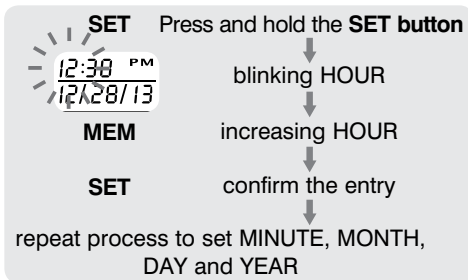 SET Press and hold the SET button
12:38 PM
blinking HOUR
12/28/13
MEM increasing HOUR
SET confirm the entry
repeat process to set MINUTE, MONTH,
DAY and YEAR